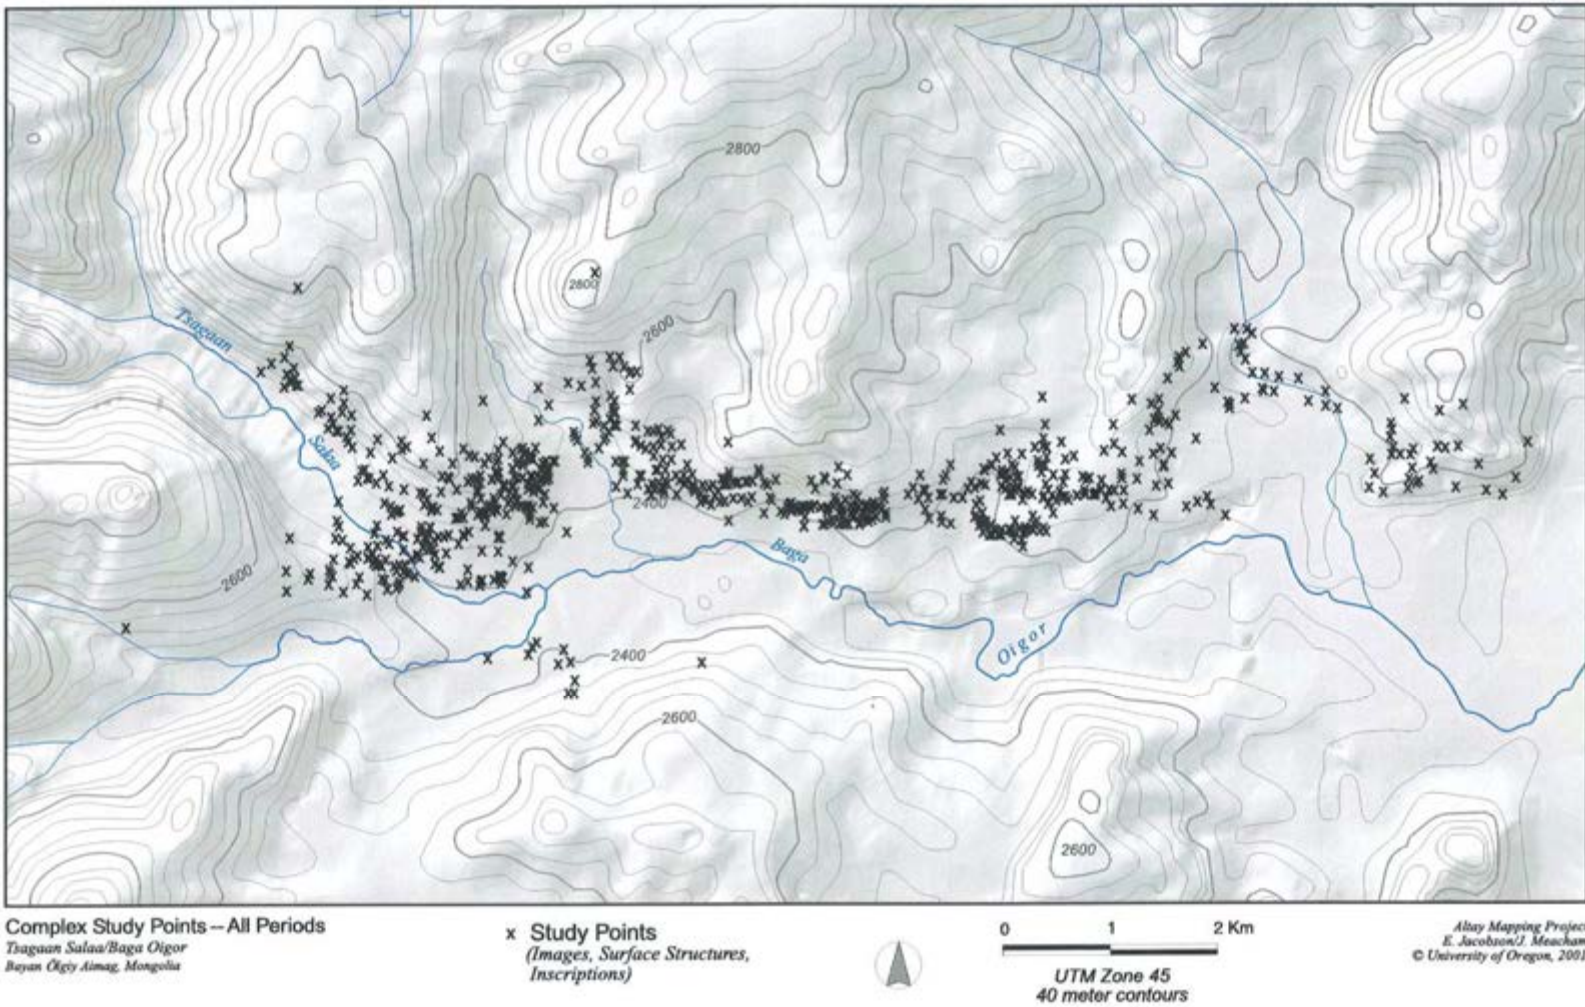 2800
2800
2600
Tsagaan
Salaa
2400
Baga
2600
Oigor
2400
2600
2600
Complex Study Points -- All Periods
Tsagaan Salaa/Baga Oigor
Bayan Ölgiy Aimag, Mongolia
x Study Points
(Images, Surface Structures,
Inscriptions)
0 1 2 Km
UTM Zone 45
40 meter contours
Altay Mapping Projec
E. Jacobson/J. Meacham
© University of Oregon, 2001